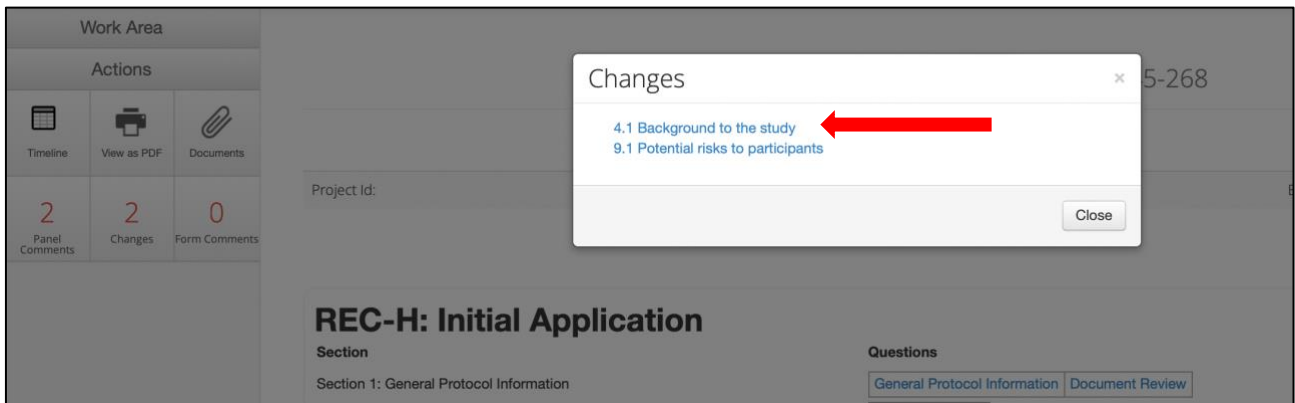 Work Area
Actions
Timeline
View as PDF
Documents
2
Panel
Comments
2
Changes
0
Form Comments
Changes
×
5-268
4.1 Background to the study
9.1 Potential risks to participants
Project Id:
Close
REC-H: Initial Application
Section
Questions
Section 1: General Protocol Information
General Protocol Information
Document Review